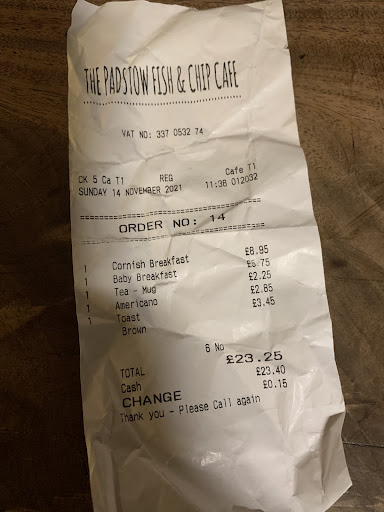 THE PADSTOW FISH & CHIP CAFE
VAT NO: 337 0532 74
CK 5 Ca T1 REG Cafe T1
SUNDAY 14 NOVEMBER 2021 11:38 012032
ORDER NO: 14
1 Cornish Breakfast £8.95
1 Baby Breakfast £5.75
1 Tea - Mug £2.25
1 Americano £2.85
1 Toast £3.45
Brown
6 No
TOTAL £23.25
Cash £23.40
CHANGE £0.15
Thank you - Please Call again